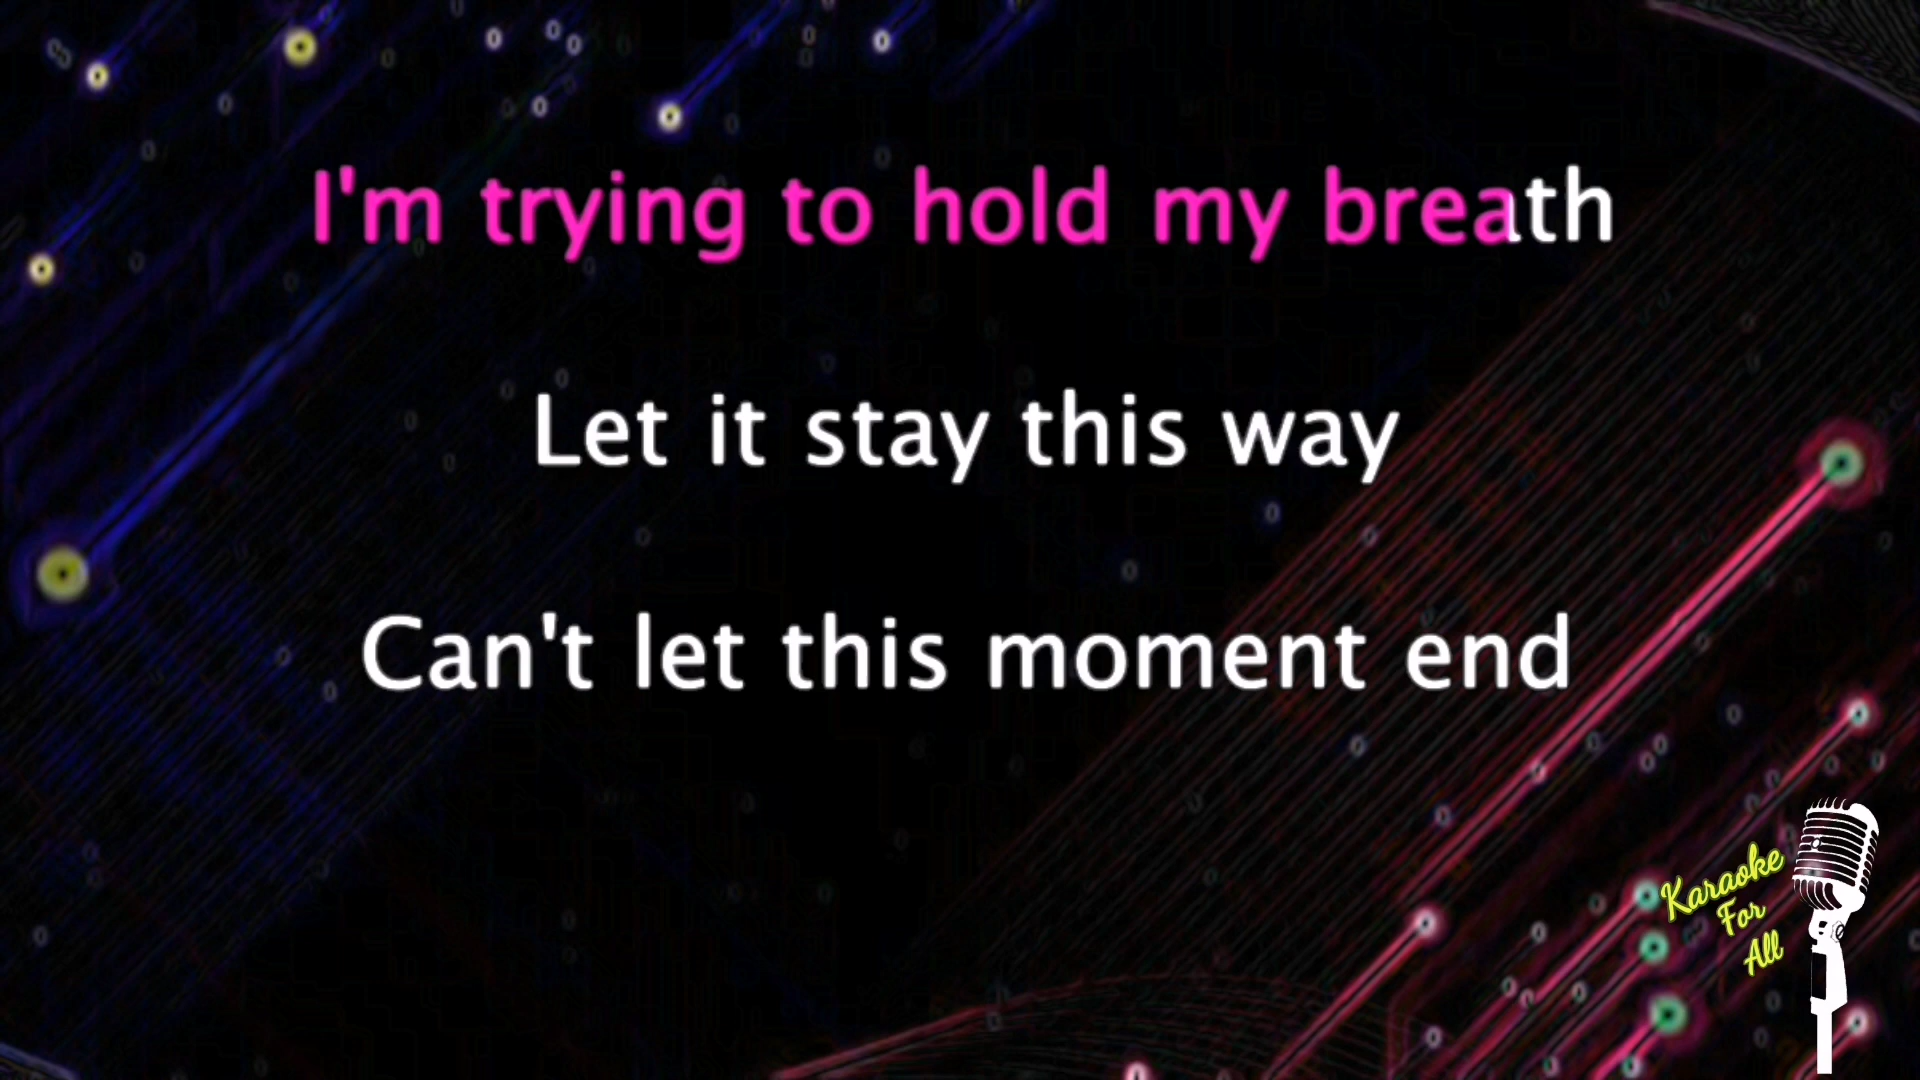 I'm trying to hold my breath
Let it stay this way
Can't let this moment end
Karaoke
For
All